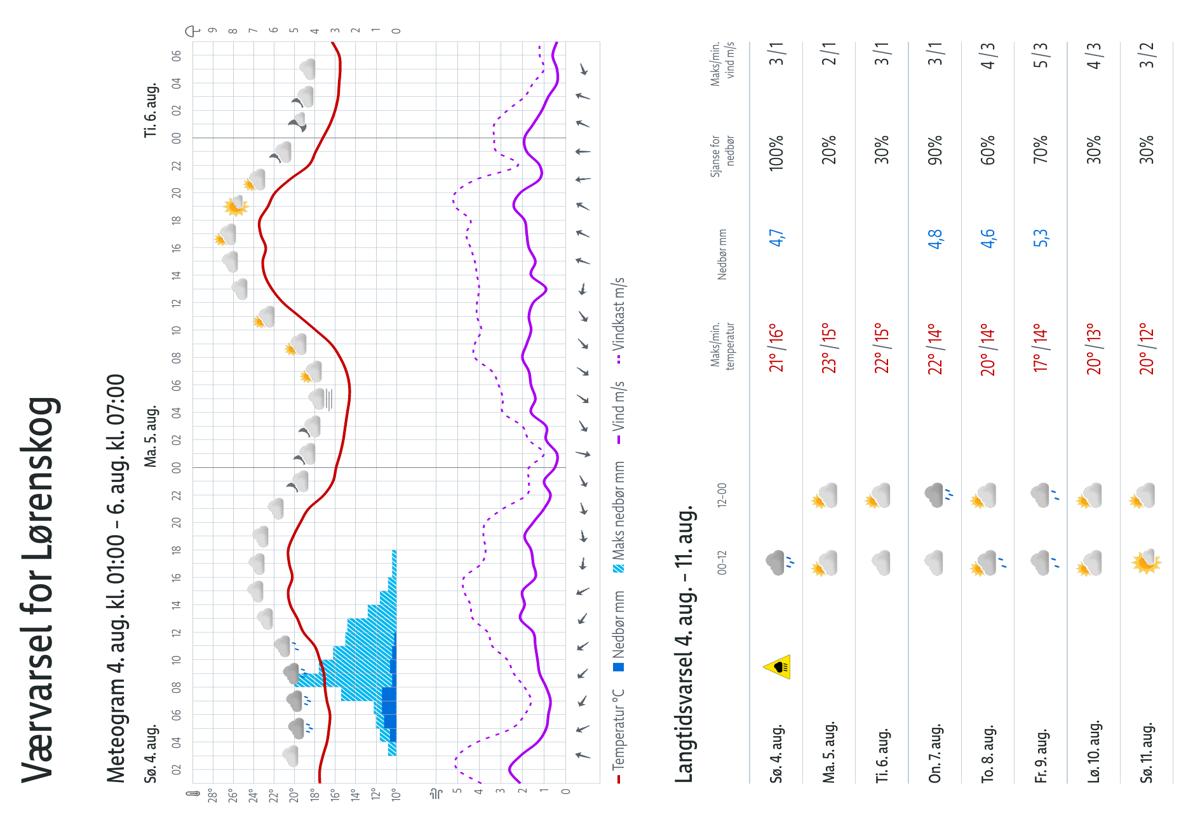 Værvarsel for Lørenskog
Meteogram 4. aug. kl. 01:00 – 6. aug. kl. 07:00
Sø. 4. aug. Ma. 5. aug. Ti. 6. aug.
02 04 06 08 10 12 14 16 18 20 22 00 02 04 06 08 10 12 14 16 18 20 22 00 02 04 06
28° 9
26° 8
24° 7
22° 6
20° 5
18° 4
16° 3
14° 2
12° 1
10° 0
5
4
3
2
1
0
Temperatur °C Nedbør mm Maks nedbør mm Vind m/s Vindkast m/s
Langtidsvarsel 4. aug. – 11. aug.
00–12 12–00 Maks/min. temperatur Nedbør mm Sjanse for nedbør Maks/min. vind m/s
Sø. 4. aug. 21° / 16° 4,7 100% 3 / 1
Ma. 5. aug. 23° / 15° 20% 2 / 1
Ti. 6. aug. 22° / 15° 30% 3 / 1
On. 7. aug. 22° / 14° 4,8 90% 3 / 1
To. 8. aug. 20° / 14° 4,6 60% 4 / 3
Fr. 9. aug. 17° / 14° 5,3 70% 5 / 3
Lø. 10. aug. 20° / 13° 30% 4 / 3
Sø. 11. aug. 20° / 12° 30% 3 / 2